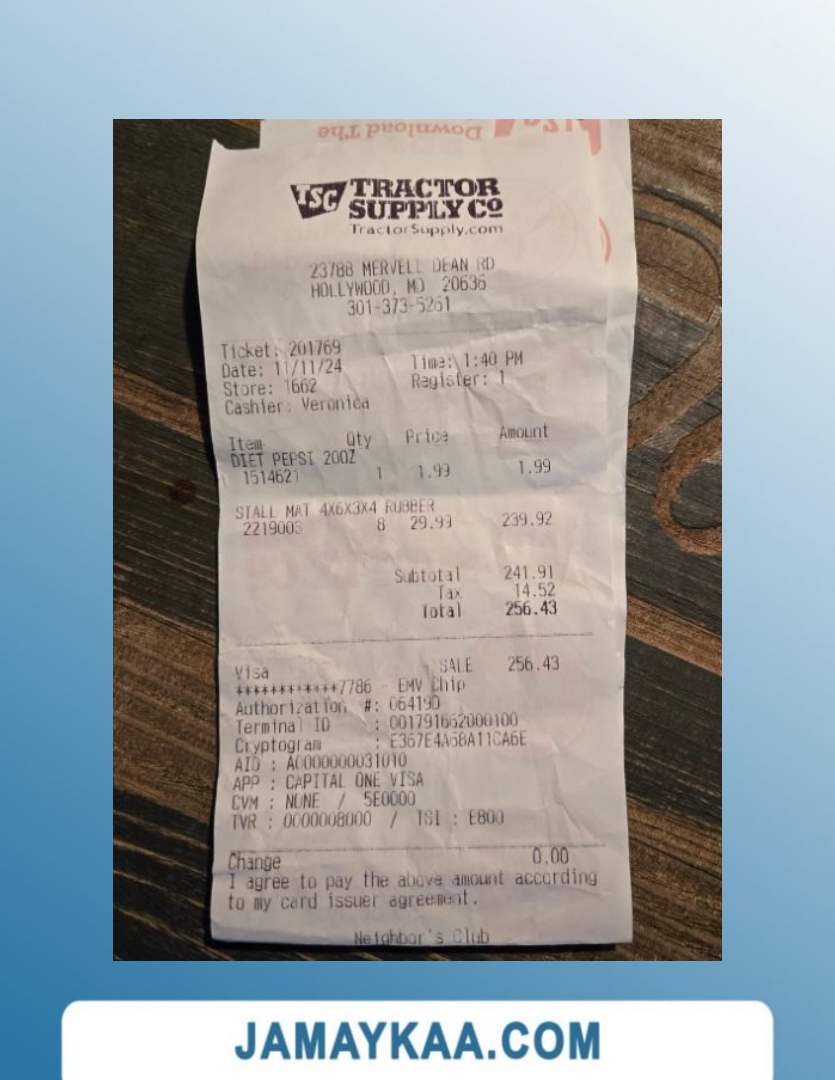 Download The
TSC TRACTOR
SUPPLY CO
TractorSupply.com
23788 MERVELL DEAN RD
HOLLYWOOD, MD 20636
301-373-5261
Ticket: 201769
Date: 11/11/24 Time: 1:40 PM
Store: 1662 Register: 1
Cashier: Veronica
Item Qty Price Amount
DIET PEPSI 20OZ
1 1.99 1.99
STALL MAT 4X6X3X4 RUBBER
8 29.99 239.92
Subtotal 241.91
Tax 14.52
Total 256.43
Visa SALE 256.43
************7786 - EMV Chip
Authorization #: 06419D
Terminal ID : 001791662000100
Cryptogram :
AID : A0000000031010
APP : CAPITAL ONE VISA
CVM : NONE / 5E0000
TVR : 0000008000 / TSI : E800
Change 0.00
I agree to pay the above amount according
to my card issuer agreement.
Neighbor's Club
JAMAYKAA.COM